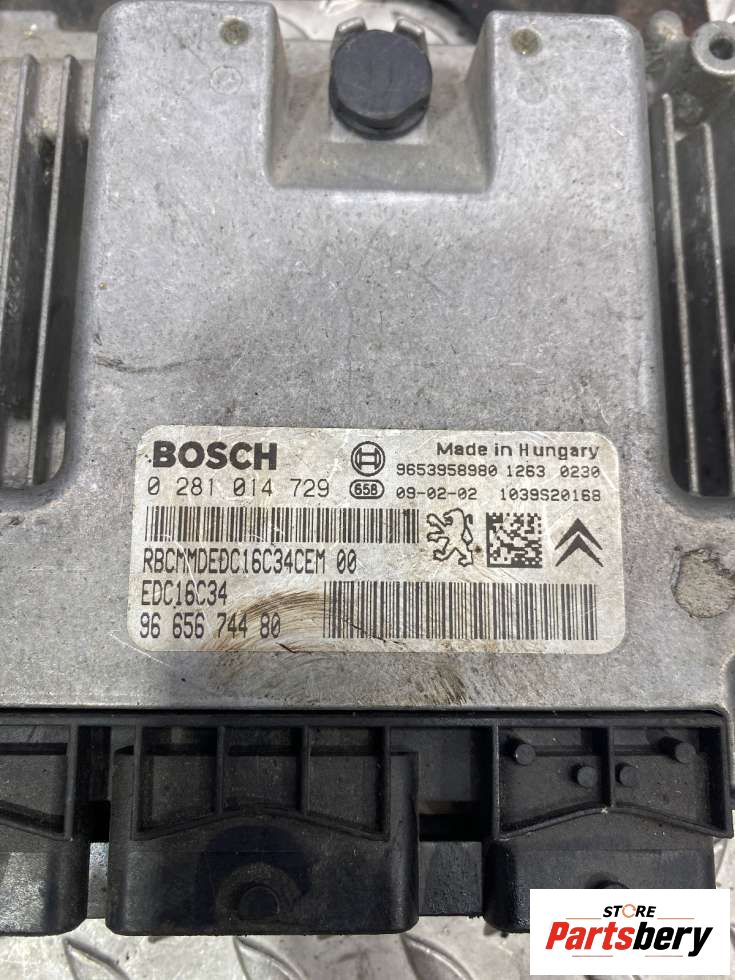 BOSCH
Made in Hungary
9653958980 1263 0230
0 281 014 729
658
09-02-02 1039S20168
RBCMMDEDC16C34CEM 00
EDC16C34
96 656 744 80
STORE
Partsbery